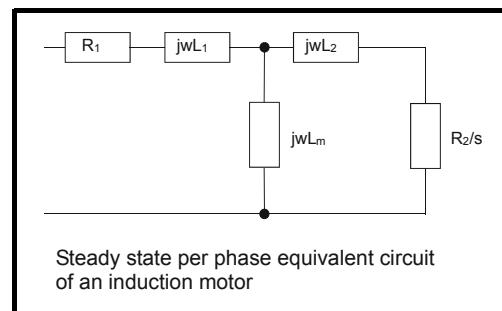 R₁ jwL₁ jwL₂
jwLₘ R₂/s
Steady state per phase equivalent circuit
of an induction motor